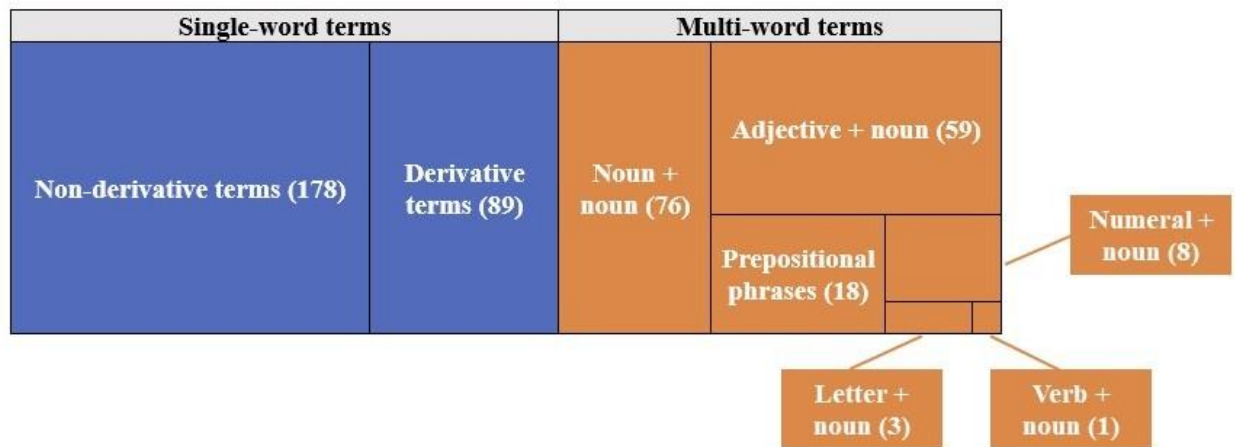 Single-word terms
Multi-word terms
Non-derivative terms (178)
Derivative
terms (89)
Noun +
noun (76)
Adjective + noun (59)
Prepositional
phrases (18)
Numeral +
noun (8)
Letter +
noun (3)
Verb +
noun (1)